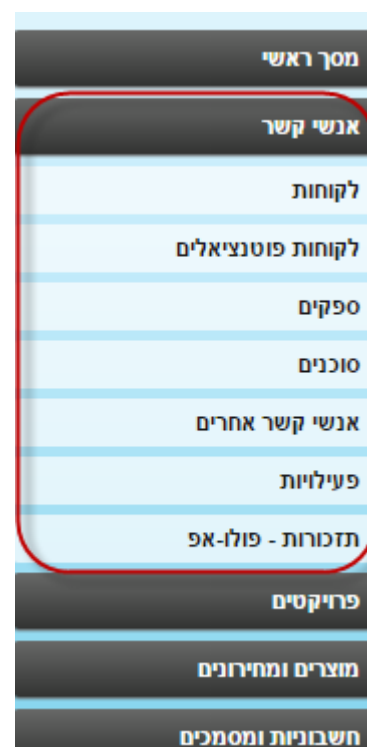 מסך ראשי
אנשי קשר
לקוחות
לקוחות פוטנציאלים
ספקים
סוכנים
אנשי קשר אחרים
פעילויות
תזכורות - פולו-אפ
פרויקטים
מוצרים ומחירונים
חשבוניות ומסמכים